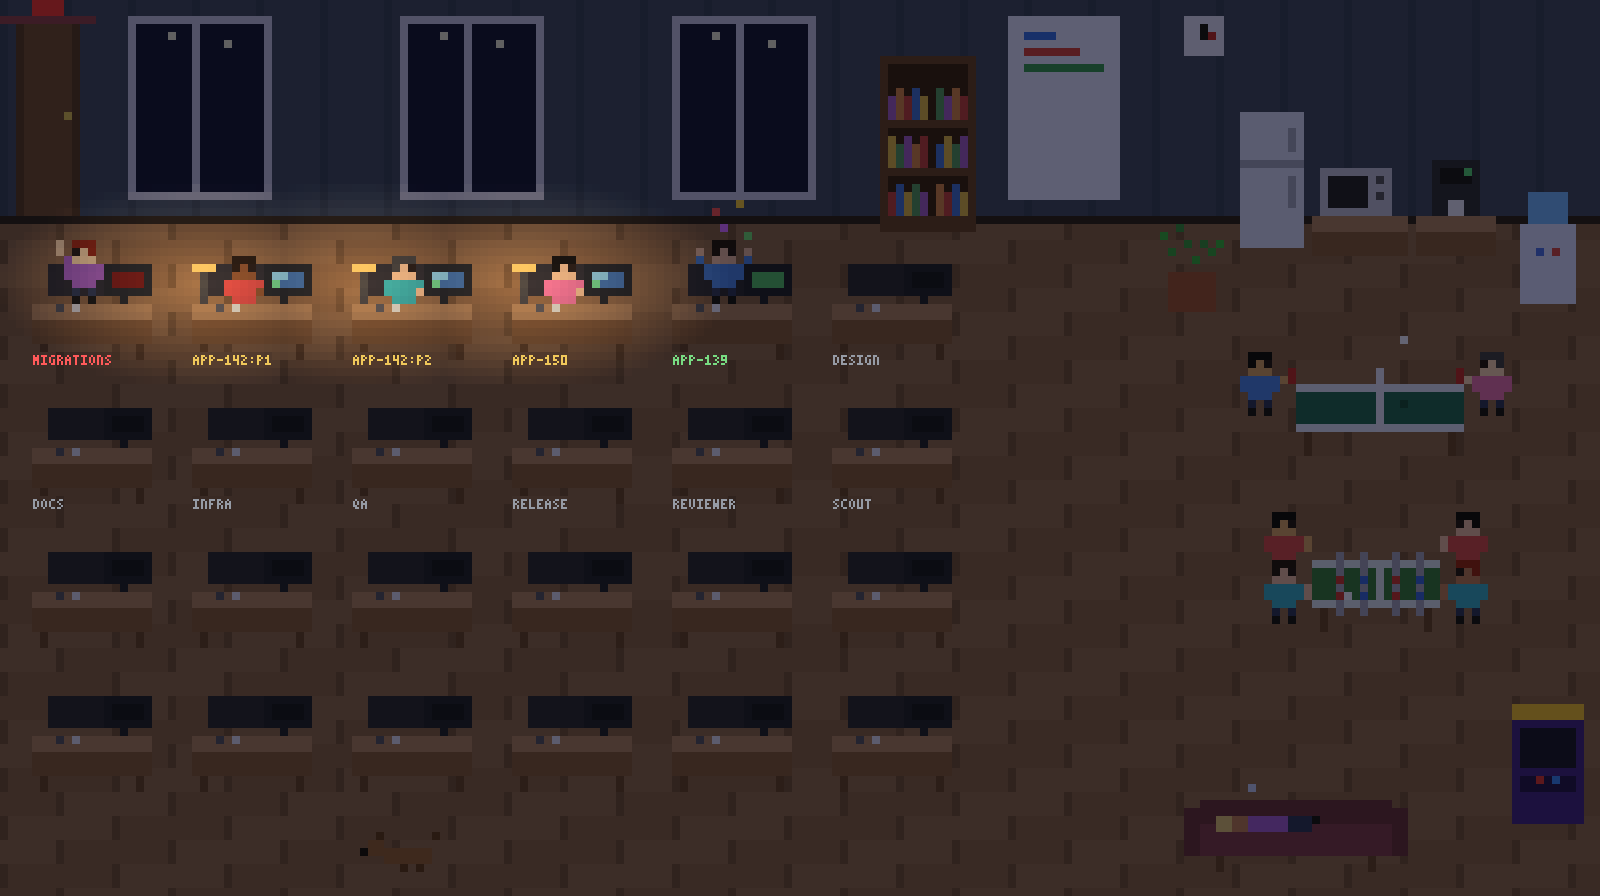 MIGRATIONS
APP-142:P1
APP-142:P2
APP-150
APP-139
DESIGN
DOCS
INFRA
QA
RELEASE
REVIEWER
SCOUT